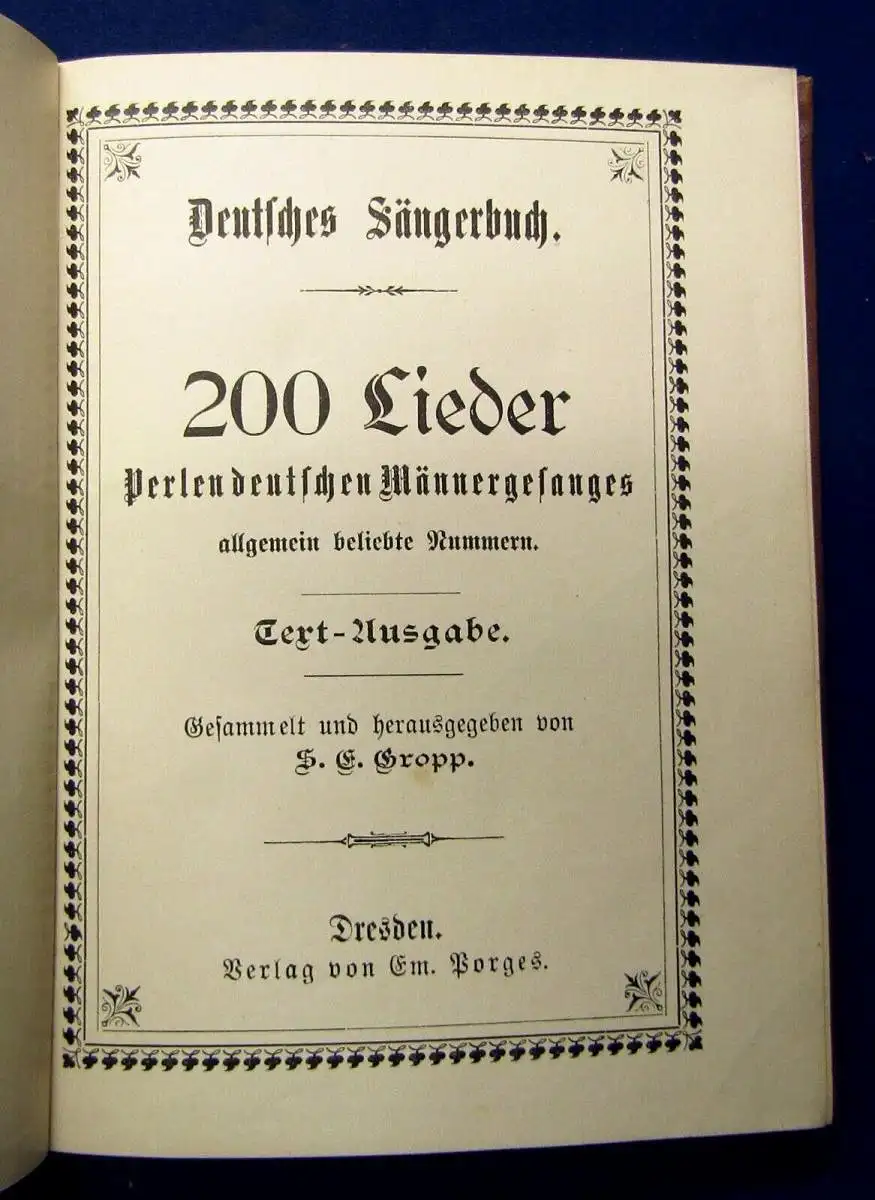 Deutsches Sängerbuch.
200 Lieder
Perlen deutschen Männergesanges
allgemein beliebte Nummern.
Text-Ausgabe.
Gesammelt und herausgegeben von
S. E. Gropp.
Dresden.
Verlag von Em. Porges.